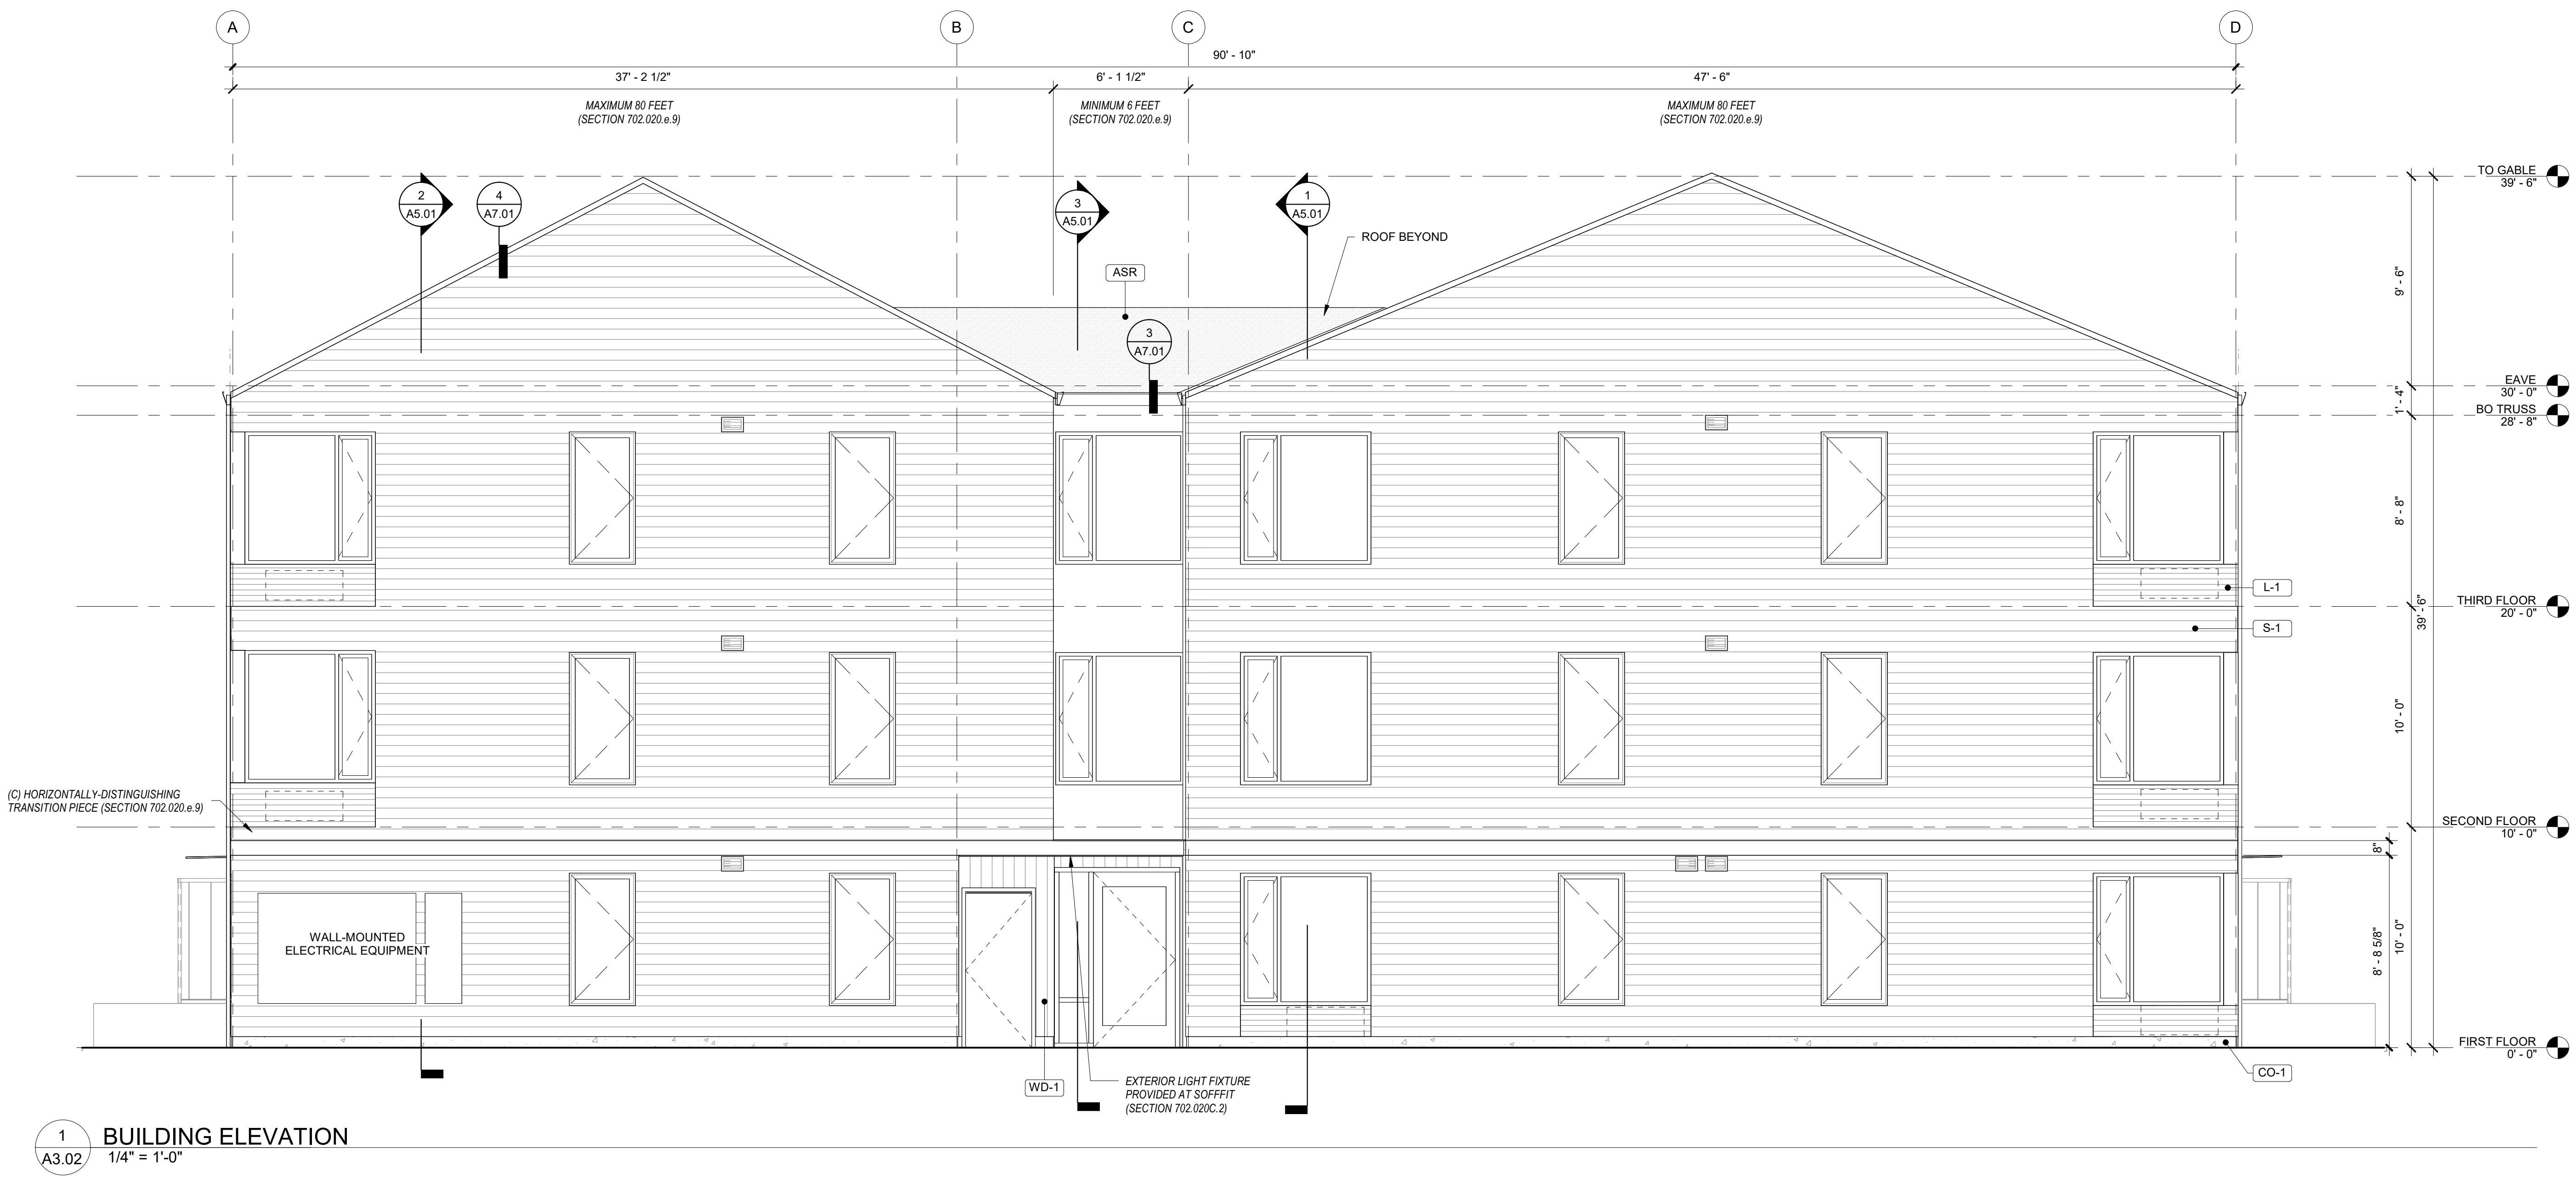 A
B
C
D
90' - 10"
37' - 2 1/2"
6' - 1 1/2"
47' - 6"
MAXIMUM 80 FEET
(SECTION 702.020.e.9)
MINIMUM 6 FEET
(SECTION 702.020.e.9)
MAXIMUM 80 FEET
(SECTION 702.020.e.9)
TO GABLE
39' - 6"
2
A5.01
4
A7.01
3
A5.01
1
A5.01
ROOF BEYOND
ASR
9' - 6"
3
A7.01
EAVE
30' - 0"
1' - 4"
BO TRUSS
28' - 8"
8' - 8"
L-1
THIRD FLOOR
20' - 0"
39' - 6"
S-1
10' - 0"
(C) HORIZONTALLY-DISTINGUISHING
TRANSITION PIECE (SECTION 702.020.e.9)
SECOND FLOOR
10' - 0"
8"
WALL-MOUNTED
ELECTRICAL EQUIPMENT
8' - 8 5/8"
10' - 0"
FIRST FLOOR
0' - 0"
CO-1
WD-1
EXTERIOR LIGHT FIXTURE
PROVIDED AT SOFFFIT
(SECTION 702.020C.2)
1
A3.02
BUILDING ELEVATION
1/4" = 1'-0"